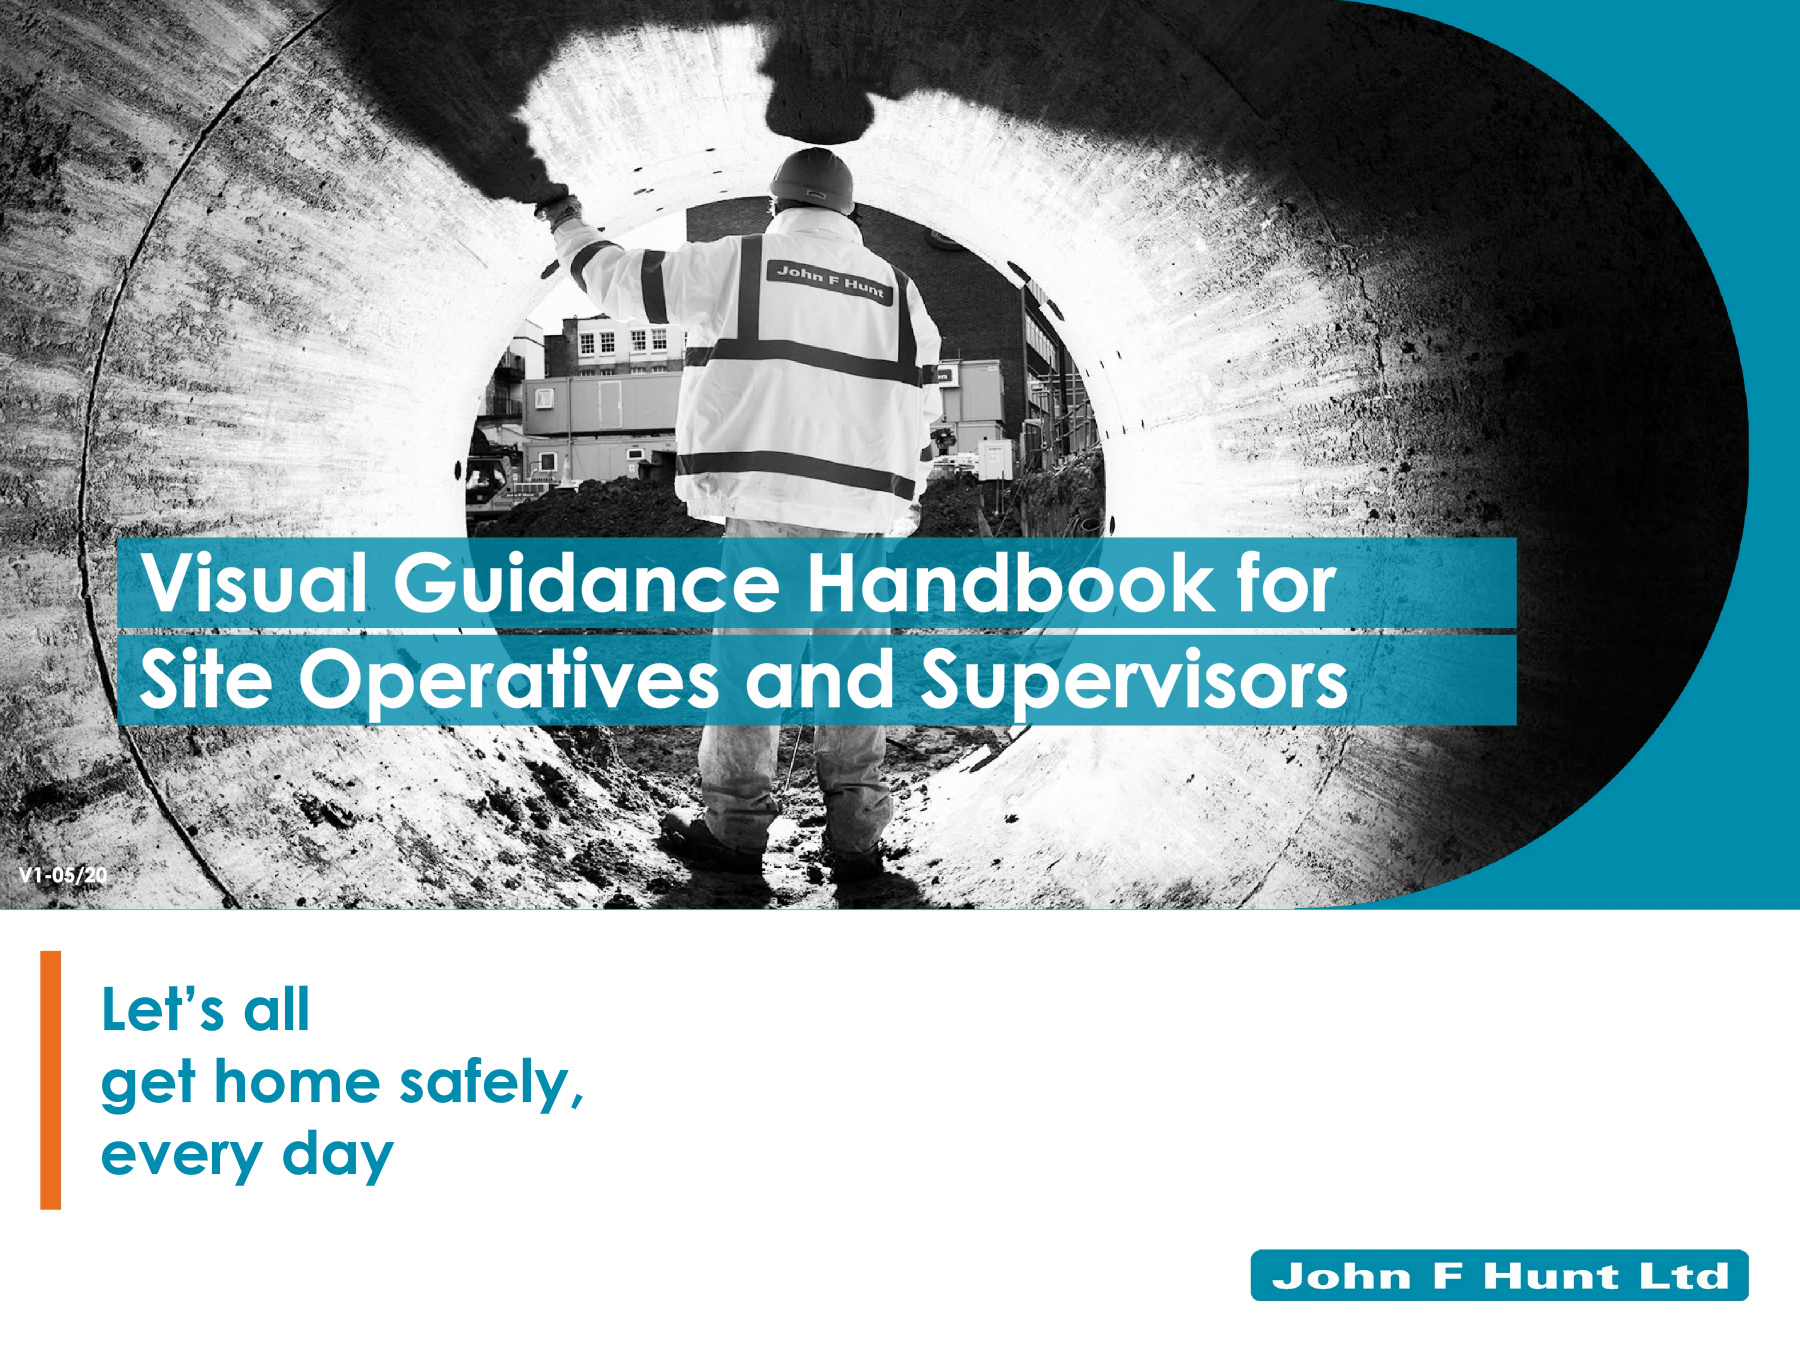 John F Hunt
Visual Guidance Handbook for
Site Operatives and Supervisors
V1-05/20
Let’s all
get home safely,
every day
John F Hunt Ltd